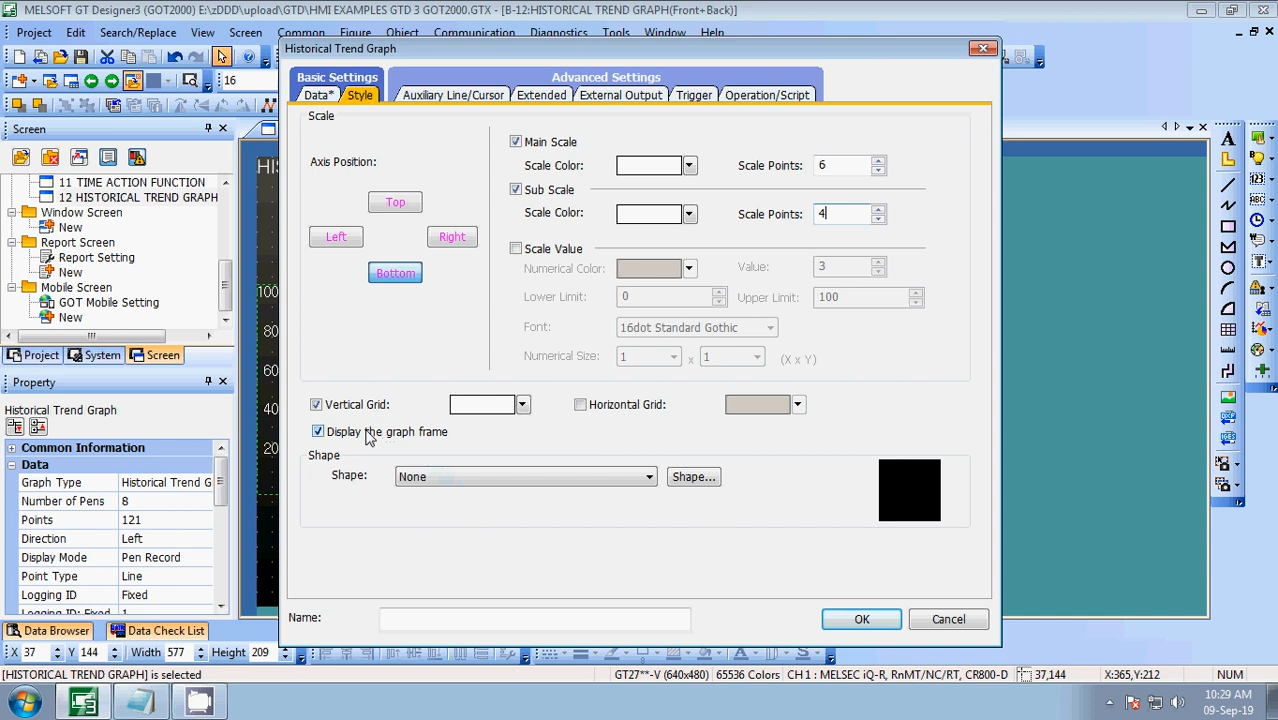 MELSOFT GT Designer3 (GOT2000) E:\zDDD\upload\GTD\HMI EXAMPLES GTD 3 GOT2000.GTX - [B-12:HISTORICAL TREND GRAPH(Front+Back)]
Project Edit Search/Replace View Screen Common Figure Object Communication Diagnostics Tools Window Help
Historical Trend Graph
Basic Settings Advanced Settings
Data* Style Auxiliary Line/Cursor Extended External Output Trigger Operation/Script
16
Screen
11 TIME ACTION FUNCTION
12 HISTORICAL TREND GRAPH
Window Screen
New
Report Screen
Report Setting
New
Mobile Screen
GOT Mobile Setting
New
Project System Screen
HIS
100
80
60
40
20
Scale
Axis Position:
Top
Left Right
Bottom
Main Scale
Scale Color: Scale Points: 6
Sub Scale
Scale Color: Scale Points: 4
Scale Value
Numerical Color: Value: 3
Lower Limit: 0 Upper Limit: 100
Font: 16dot Standard Gothic
Numerical Size: 1 x 1 (X x Y)
Vertical Grid: Horizontal Grid:
Display the graph frame
Shape
Shape: None Shape...
Name: OK Cancel
Property
Historical Trend Graph
Common Information
Data
Graph Type Historical Trend G
Number of Pens 8
Points 121
Direction Left
Display Mode Pen Record
Point Type Line
Logging ID Fixed
Logging ID: Fixed 1
Data Browser Data Check List
X 37 Y 144 Width 577 Height 209
[HISTORICAL TREND GRAPH] is selected GT27**-V (640x480) 65536 Colors CH 1 : MELSEC iQ-R, RnMT/NC/RT, CR800-D 37,144 X:365,Y:212 NUM
10:29 AM
09-Sep-19